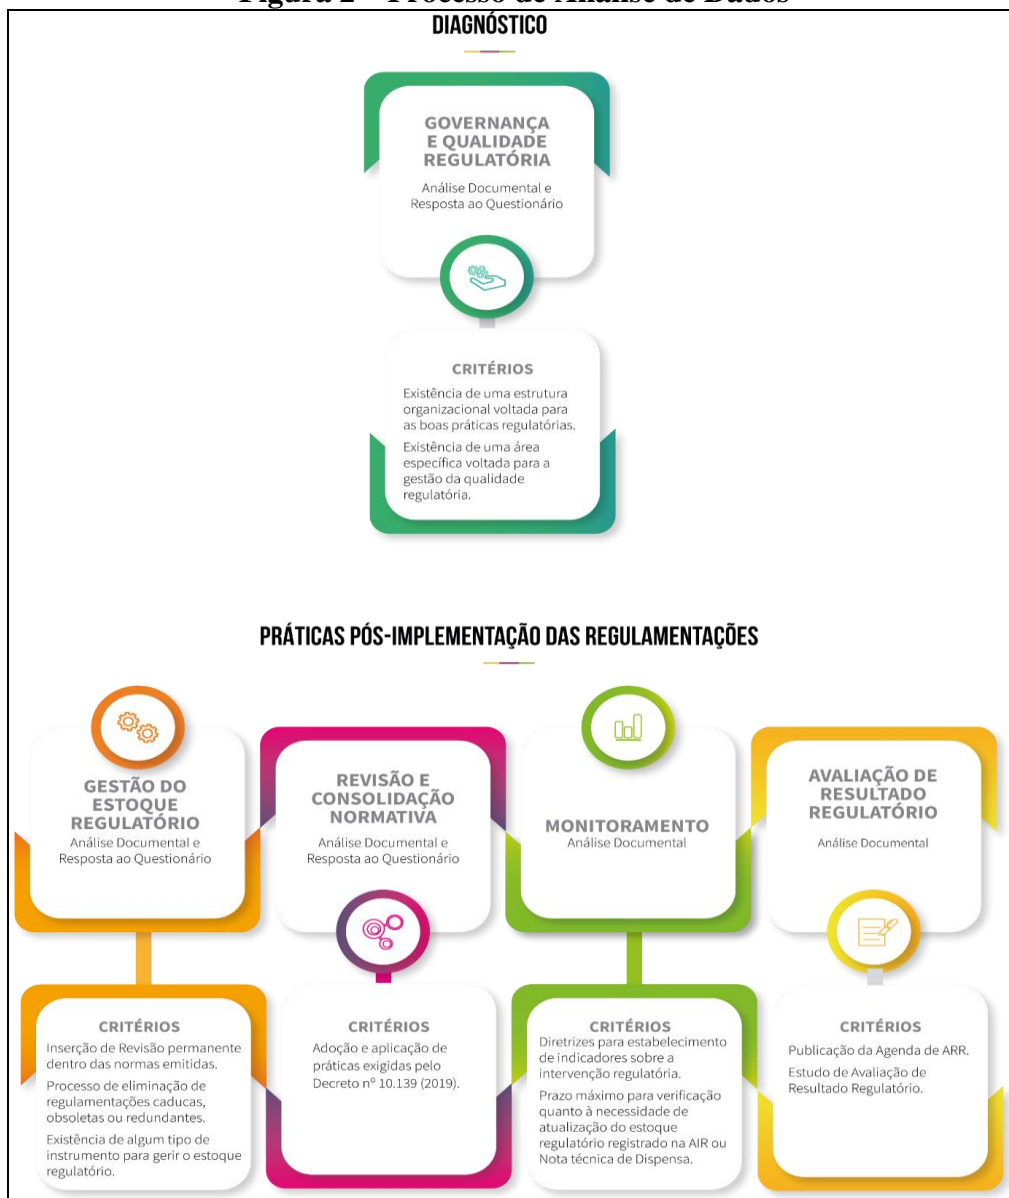 Figura 2 – Processo de Análise de Dados
DIAGNÓSTICO
GOVERNANÇA
E QUALIDADE
REGULATÓRIA
Análise Documental e
Resposta ao Questionário
CRITÉRIOS
Existência de uma estrutura
organizacional voltada para
as boas práticas regulatórias.
Existência de uma área
específica voltada para a
gestão da qualidade
regulatória.
PRÁTICAS PÓS-IMPLEMENTAÇÃO DAS REGULAMENTAÇÕES
GESTÃO DO
ESTOQUE
REGULATÓRIO
Análise Documental e
Resposta ao Questionário
CRITÉRIOS
Inserção de Revisão permanente
dentro das normas emitidas.
Processo de eliminação de
regulamentações caducas,
obsoletas ou redundantes.
Existência de algum tipo de
instrumento para gerir o estoque
regulatório.
REVISÃO E
CONSOLIDAÇÃO
NORMATIVA
Análise Documental e
Resposta ao Questionário
CRITÉRIOS
Adoção e aplicação de
práticas exigidas pelo
Decreto nº 10.139 (2019).
MONITORAMENTO
Análise Documental
CRITÉRIOS
Diretrizes para estabelecimento
de indicadores sobre a
intervenção regulatória.
Prazo máximo para verificação
quanto à necessidade de
atualização do estoque
regulatório registrado na AIR ou
Nota técnica de Dispensa.
AVALIAÇÃO DE
RESULTADO
REGULATÓRIO
Análise Documental
CRITÉRIOS
Publicação da Agenda de ARR.
Estudo de Avaliação de
Resultado Regulatório.